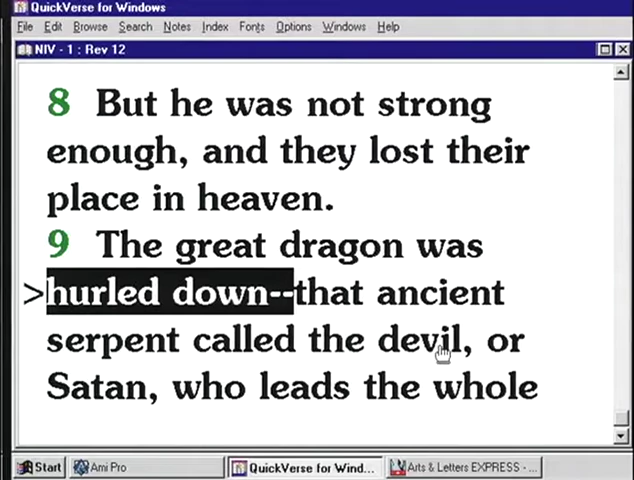 QuickVerse for Windows
File Edit Browse Search Notes Index Fonts Options Windows Help
NIV - 1 : Rev 12
8 But he was not strong
enough, and they lost their
place in heaven.
9 The great dragon was
>hurled down--that ancient
serpent called the devil, or
Satan, who leads the whole
Start Ami Pro QuickVerse for Wind... Arts & Letters EXPRESS - ...